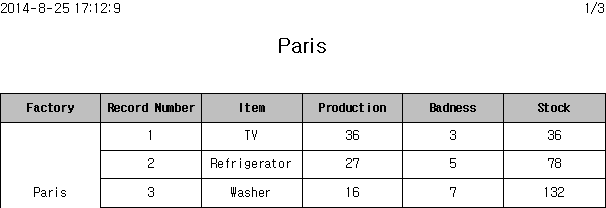 2014-8-25 17:12:9 1/3
Paris
Factory Record Number Item Production Badness Stock
1 TV 36 3 36
2 Refrigerator 27 5 78
Paris 3 Washer 16 7 132